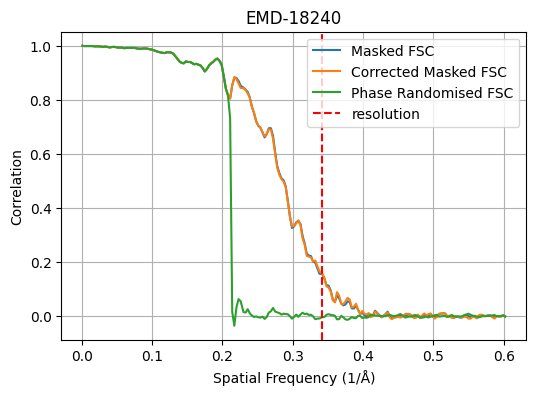 EMD-18240
Masked FSC
Corrected Masked FSC
Phase Randomised FSC
resolution
1.0
0.8
0.6
0.4
0.2
0.0
Correlation
0.0 0.1 0.2 0.3 0.4 0.5 0.6
Spatial Frequency (1/Å)